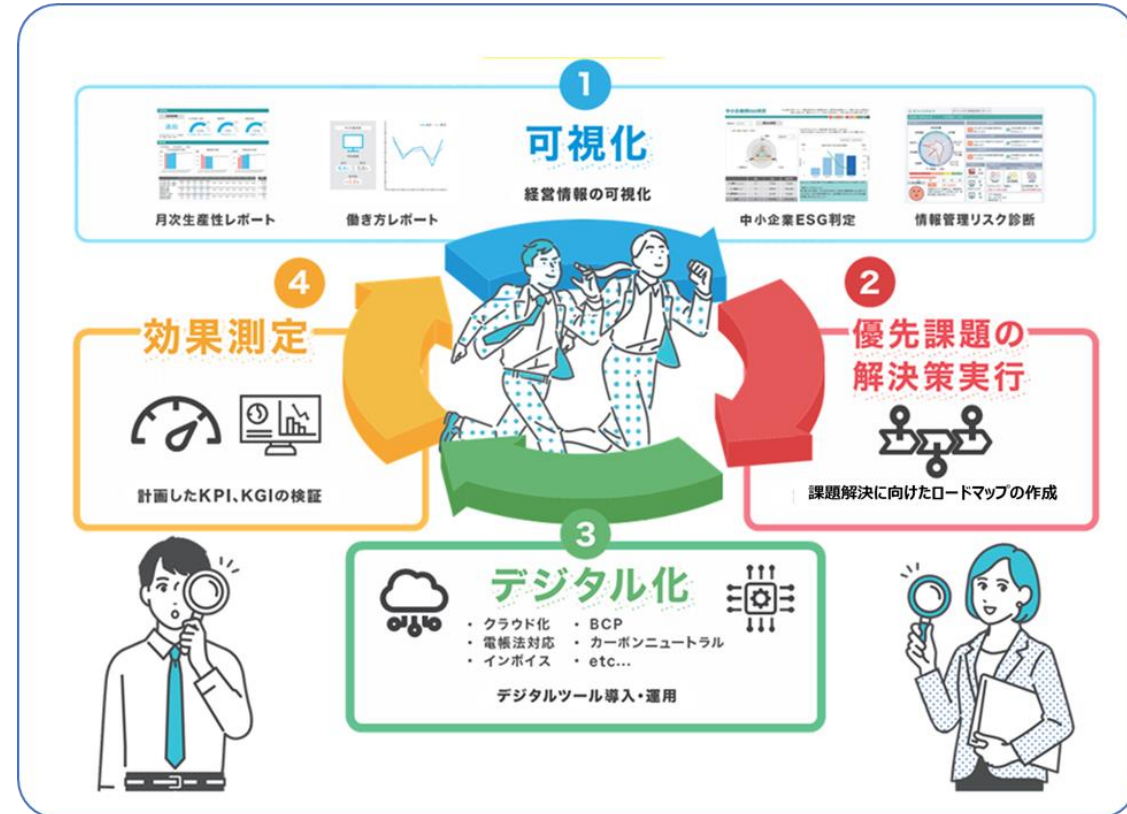 1
可視化
経営情報の可視化
月次生産性レポート
働き方レポート
中小企業ESG判定
情報管理リスク診断
2
優先課題の
解決策実行
課題解決に向けたロードマップの作成
3
デジタル化
・ クラウド化
・ 電帳法対応
・ インボイス
・ BCP
・ カーボンニュートラル
・ etc...
デジタルツール導入・運用
4
効果測定
計画したKPI、KGIの検証